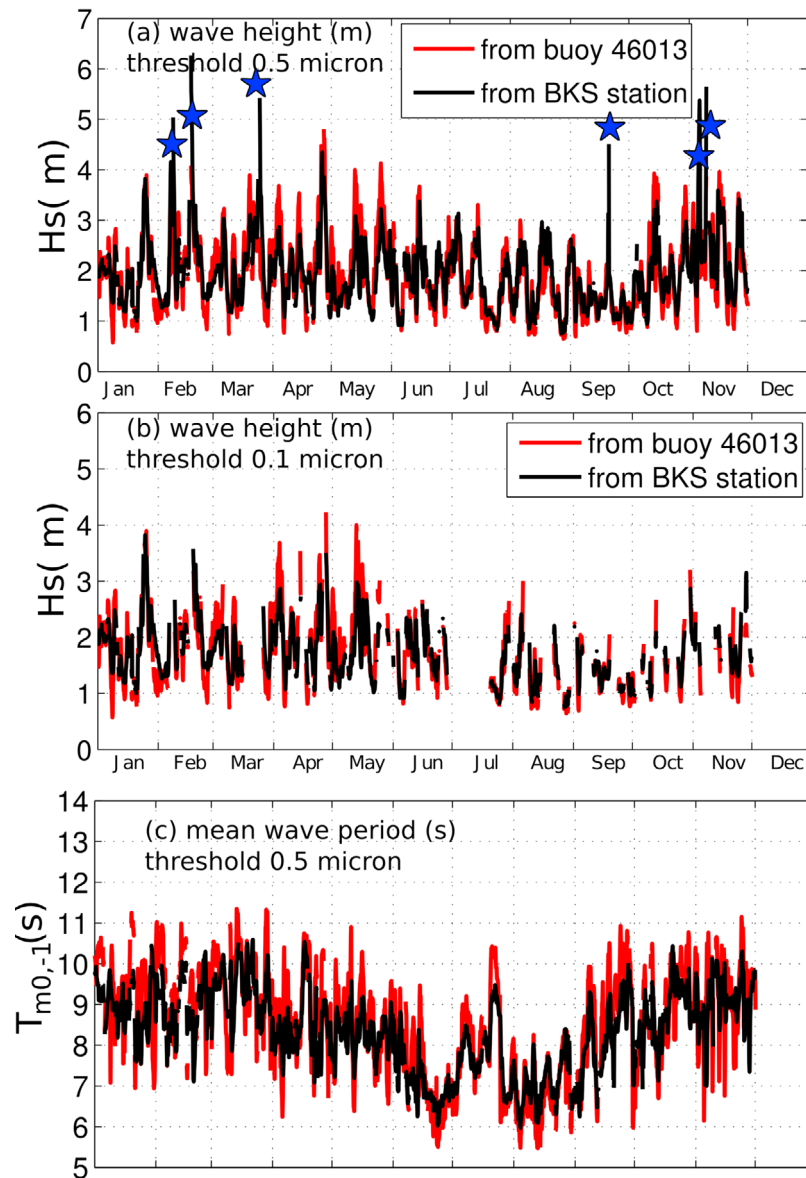 (a) wave height (m)
threshold 0.5 micron
from buoy 46013
from BKS station
Hs( m)
7
6
5
4
3
2
1
0
Jan Feb Mar Apr May Jun Jul Aug Sep Oct Nov Dec
(b) wave height (m)
threshold 0.1 micron
from buoy 46013
from BKS station
Hs( m)
6
5
4
3
2
1
0
Jan Feb Mar Apr May Jun Jul Aug Sep Oct Nov Dec
(c) mean wave period (s)
threshold 0.5 micron
Tm0,-1(s)
14
13
12
11
10
9
8
7
6
5